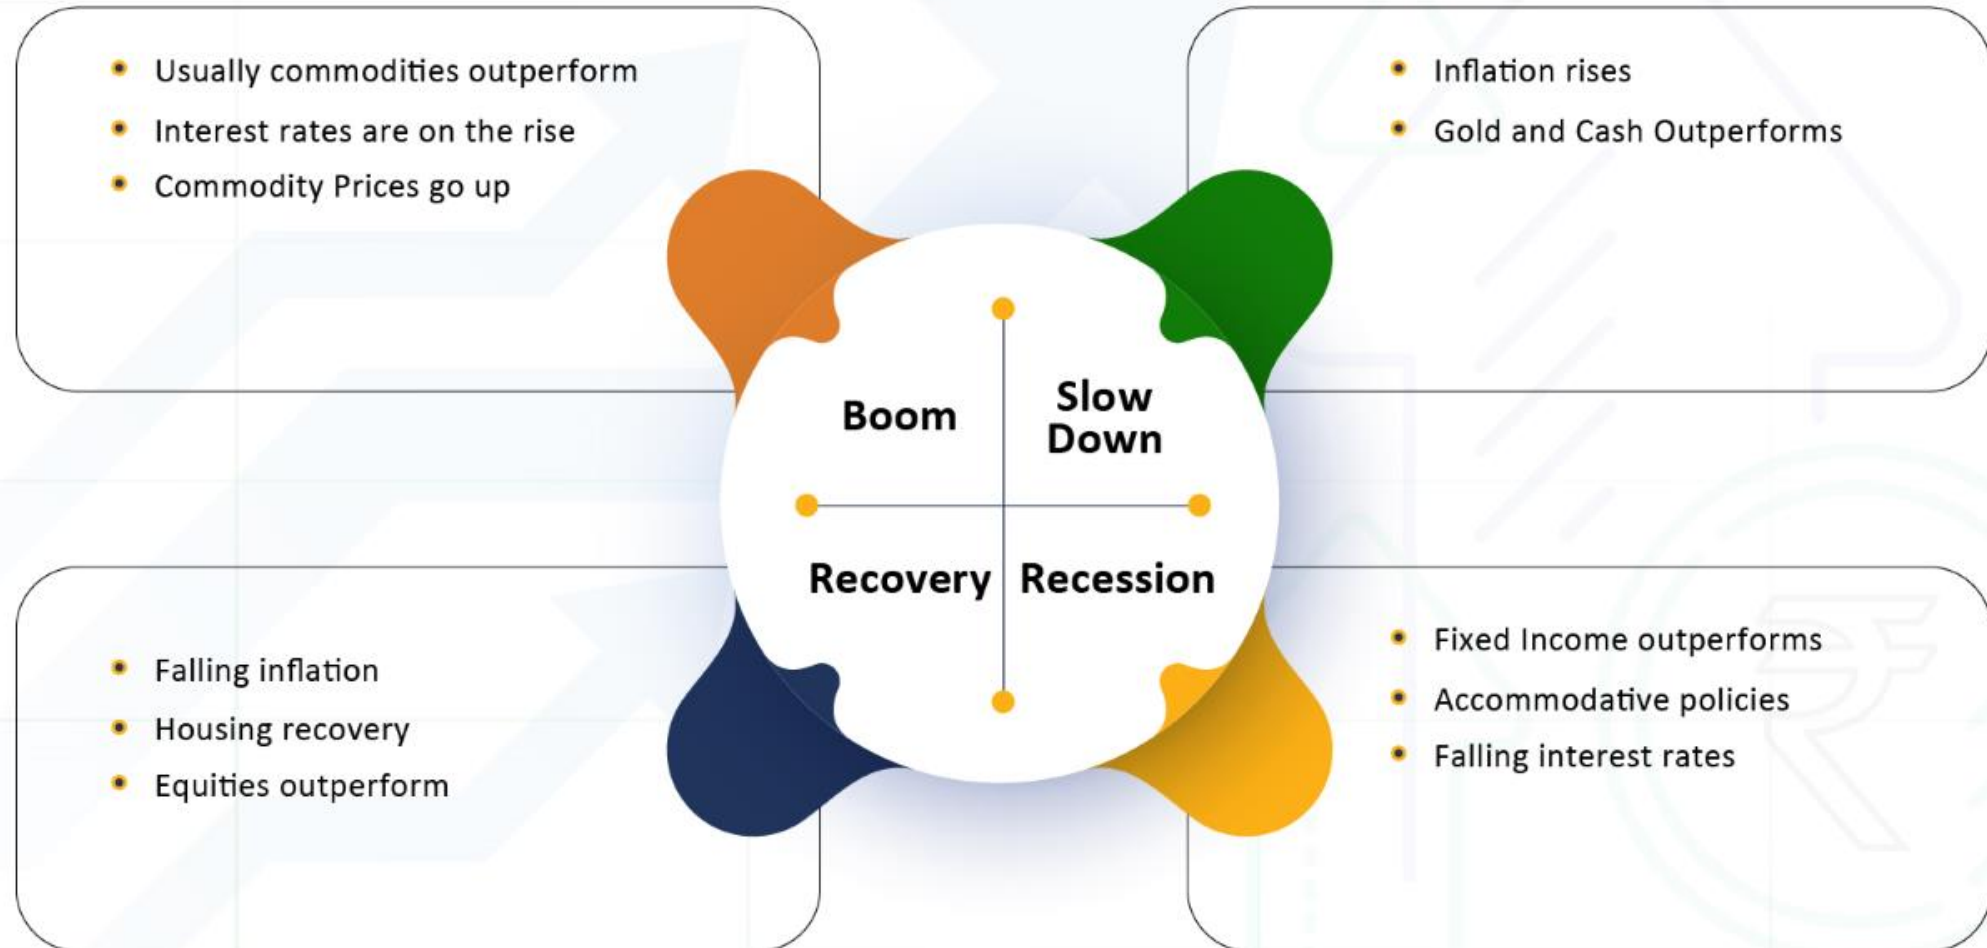 Usually commodities outperform
Interest rates are on the rise
Commodity Prices go up
Inflation rises
Gold and Cash Outperforms
Boom
Slow
Down
Recovery
Recession
Falling inflation
Housing recovery
Equities outperform
Fixed Income outperforms
Accommodative policies
Falling interest rates
₹